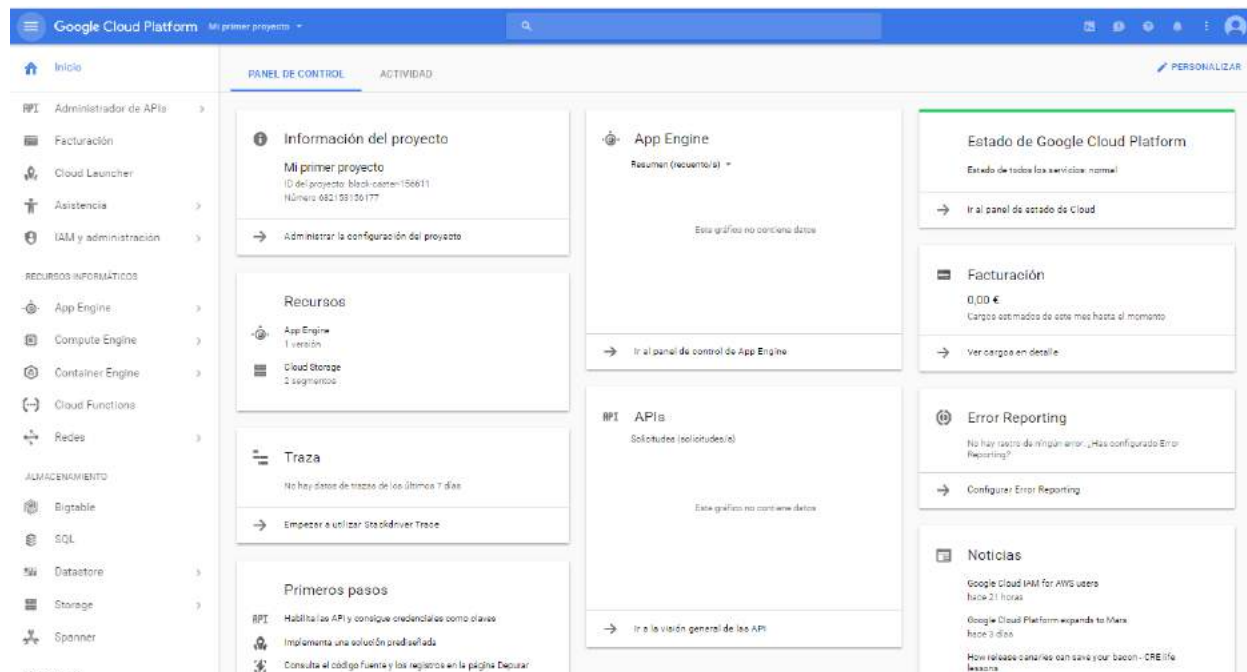 Google Cloud Platform Mi primer proyecto
Inicio
Administrador de APIs
Facturación
Cloud Launcher
Asistencia
IAM y administración
RECURSOS INFORMÁTICOS
App Engine
Compute Engine
Container Engine
Cloud Functions
Redes
ALMACENAMIENTO
Bigtable
SQL
Datastore
Storage
Spanner
PANEL DE CONTROL ACTIVIDAD
PERSONALIZAR
Información del proyecto
Mi primer proyecto
ID del proyecto:
Número
Administrar la configuración del proyecto
Recursos
App Engine
1 versión
Cloud Storage
2 segmentos
Traza
No hay datos de trazas de los últimos 7 días
Empezar a utilizar Stackdriver Trace
Primeros pasos
API Habilita las API y consigue credenciales como claves
Implementa una solución prediseñada
Consulta el código fuente y los registros en la página Depurar
App Engine
Resumen (recuento/s)
Este gráfico no contiene datos
Ir al panel de control de App Engine
API APIs
Solicitudes (solicitudes/s)
Este gráfico no contiene datos
Ir a la visión general de las API
Estado de Google Cloud Platform
Estado de todos los servicios: normal
Ir al panel de estado de Cloud
Facturación
0,00 €
Cargos estimados de este mes hasta el momento
Ver cargos en detalle
Error Reporting
No hay rastro de ningún error. ¿Has configurado Error
Reporting?
Configurar Error Reporting
Noticias
Google Cloud IAM for AWS users
hace 21 horas
Google Cloud Platform expands to Mars
hace 3 días
How release canaries can save your bacon - CRE life
lessons